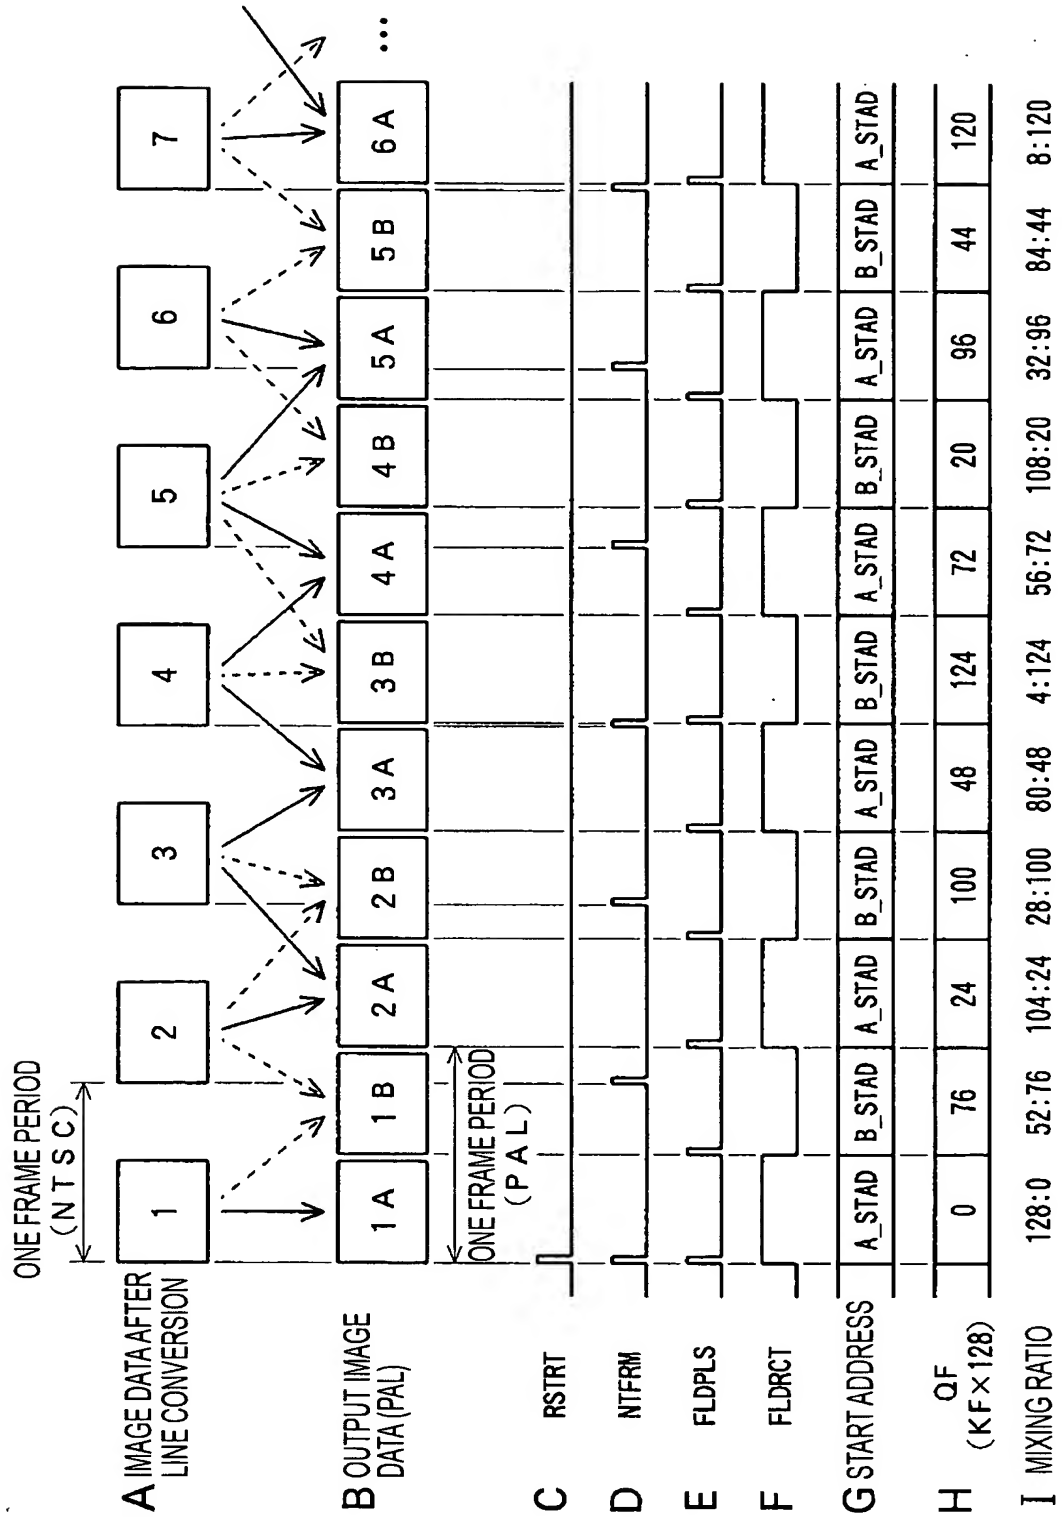 ONE FRAME PERIOD
(NTSC)
A IMAGE DATA AFTER
LINE CONVERSION
1 2 3 4 5 6 7
B OUTPUT IMAGE
DATA (PAL)
1A 1B 2A 2B 3A 3B 4A 4B 5A 5B 6A ...
ONE FRAME PERIOD
(PAL)
C RSTRT
D NTFRM
E FLDPLS
F FLDRCT
G START ADDRESS A_STAD B_STAD A_STAD B_STAD A_STAD B_STAD A_STAD B_STAD A_STAD B_STAD A_STAD
H QF
(KF×128)
0 76 24 100 48 124 72 20 96 44 120
I MIXING RATIO 128:0 52:76 104:24 28:100 80:48 4:124 56:72 108:20 32:96 84:44 8:120